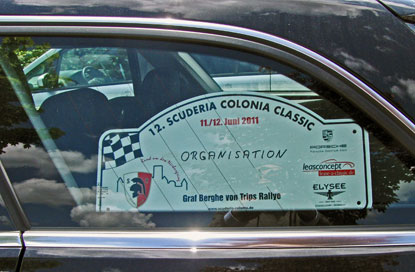 12. SCUDERIA COLONIA CLASSIC
11./12. Juni 2011
PORSCHE
ORGANISATION
leasconcept
ELYSEE
Graf Berghe von Trips Rallye